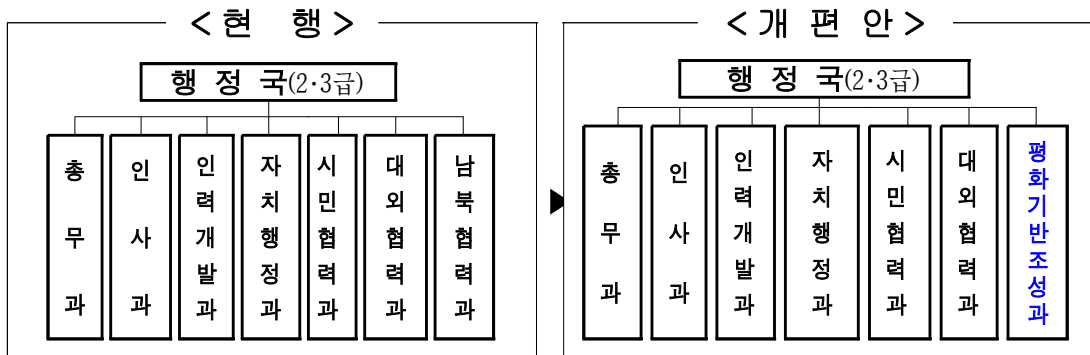 <현 행>
행 정 국(2·3급)
총무과
인사과
인력개발과
자치행정과
시민협력과
대외협력과
남북협력과
▶
<개 편 안>
행 정 국(2·3급)
총무과
인사과
인력개발과
자치행정과
시민협력과
대외협력과
평화기반조성과